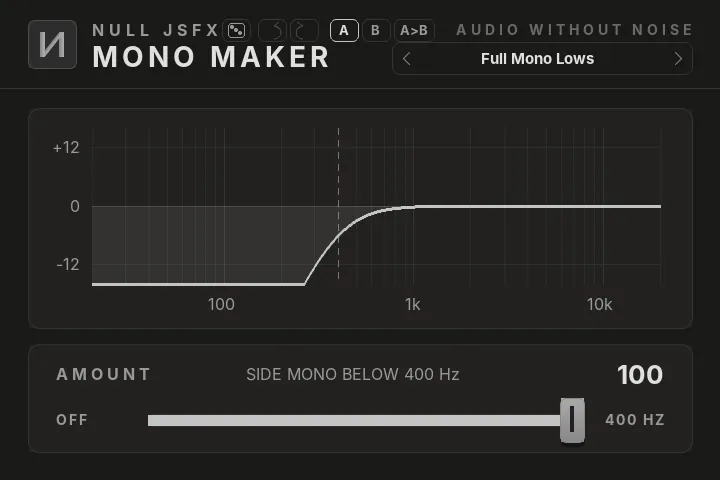 NULL JSFX A B A>B AUDIO WITHOUT NOISE
MONO MAKER
Full Mono Lows
+12
0
-12
100 1k 10k
AMOUNT SIDE MONO BELOW 400 Hz 100
OFF 400 HZ